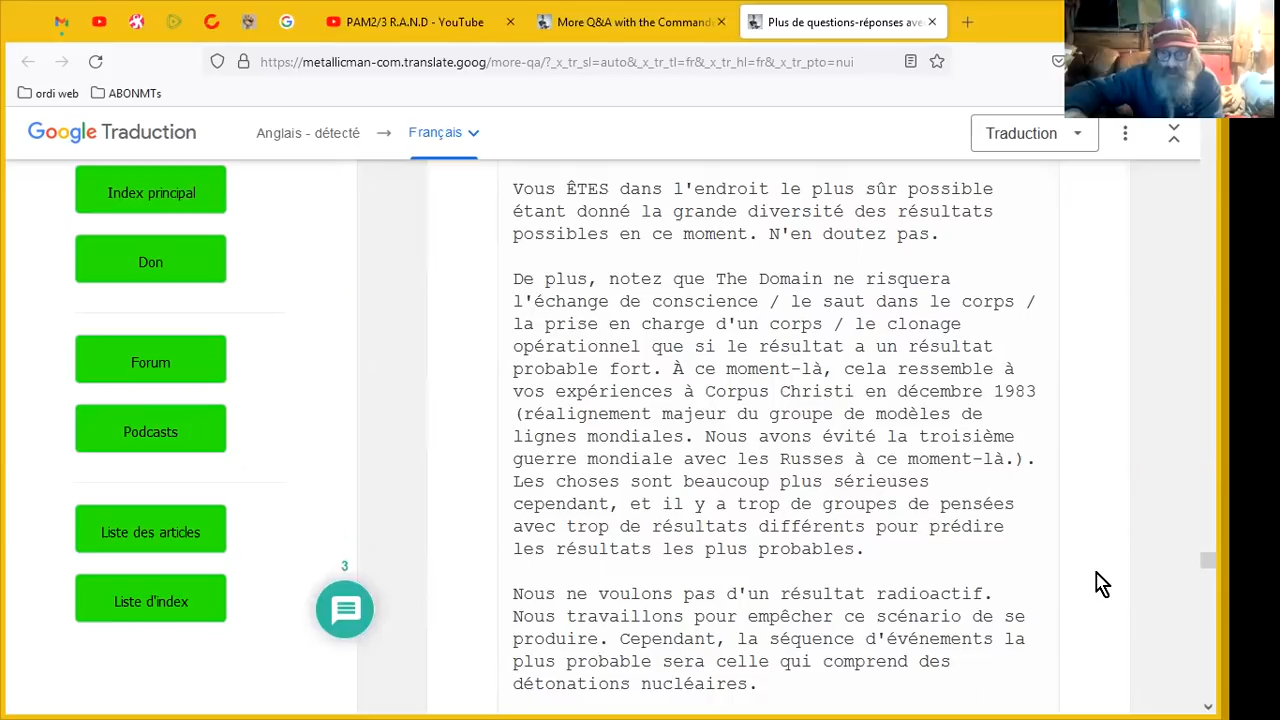 PAM2/3 R.A.N.D - YouTube
More Q&A with the Command
Plus de questions-réponses ave
https://metallicman-com.translate.goog/more-qa/?_x_tr_sl=auto&_x_tr_tl=fr&_x_tr_hl=fr&_x_tr_pto=nui
ordi web
ABONMTs
Google Traduction
Anglais - détecté
Français
Traduction
Index principal
Don
Forum
Podcasts
Liste des articles
Liste d'index
3
Vous ÊTES dans l'endroit le plus sûr possible
étant donné la grande diversité des résultats
possibles en ce moment. N'en doutez pas.
De plus, notez que The Domain ne risquera
l'échange de conscience / le saut dans le corps /
la prise en charge d'un corps / le clonage
opérationnel que si le résultat a un résultat
probable fort. À ce moment-là, cela ressemble à
vos expériences à Corpus Christi en décembre 1983
(réalignement majeur du groupe de modèles de
lignes mondiales. Nous avons évité la troisième
guerre mondiale avec les Russes à ce moment-là.).
Les choses sont beaucoup plus sérieuses
cependant, et il y a trop de groupes de pensées
avec trop de résultats différents pour prédire
les résultats les plus probables.
Nous ne voulons pas d'un résultat radioactif.
Nous travaillons pour empêcher ce scénario de se
produire. Cependant, la séquence d'événements la
plus probable sera celle qui comprend des
détonations nucléaires.